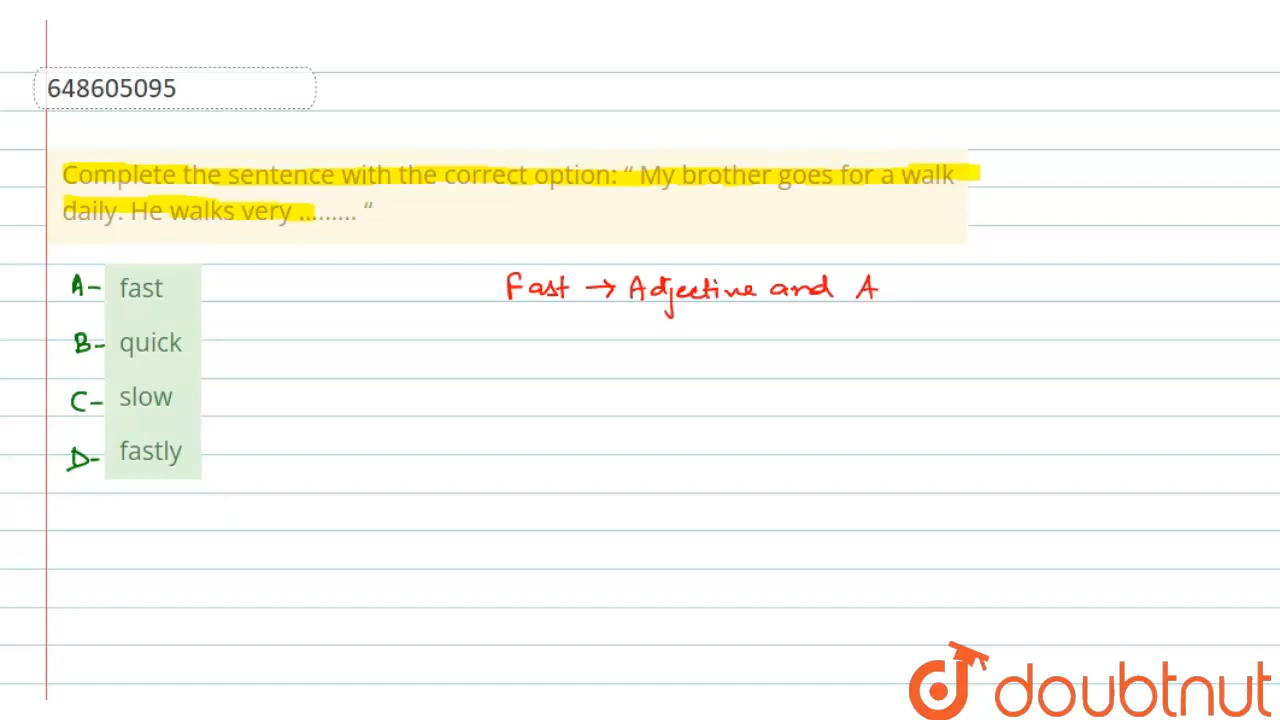 648605095
Complete the sentence with the correct option: “ My brother goes for a walk
daily. He walks very ......... “
A- fast
Fast → Adjective and A
B- quick
C- slow
D- fastly
doubtnut